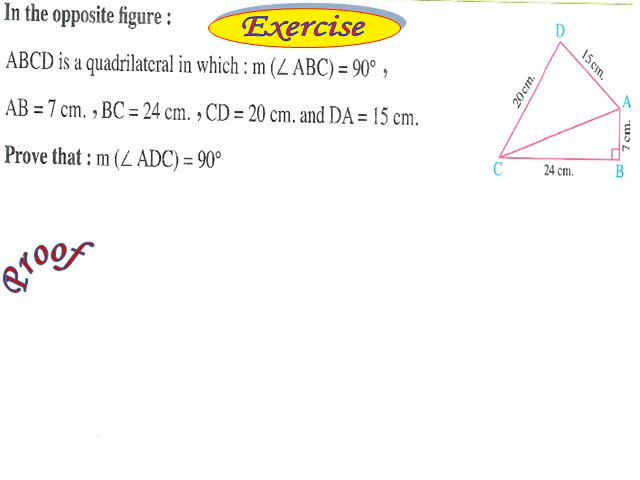 In the opposite figure :
Exercise
ABCD is a quadrilateral in which : m (∠ ABC) = 90° ,
AB = 7 cm. , BC = 24 cm. , CD = 20 cm. and DA = 15 cm.
Prove that : m (∠ ADC) = 90°
D
15 cm.
20 cm.
A
7 cm.
C
24 cm.
B
Proof